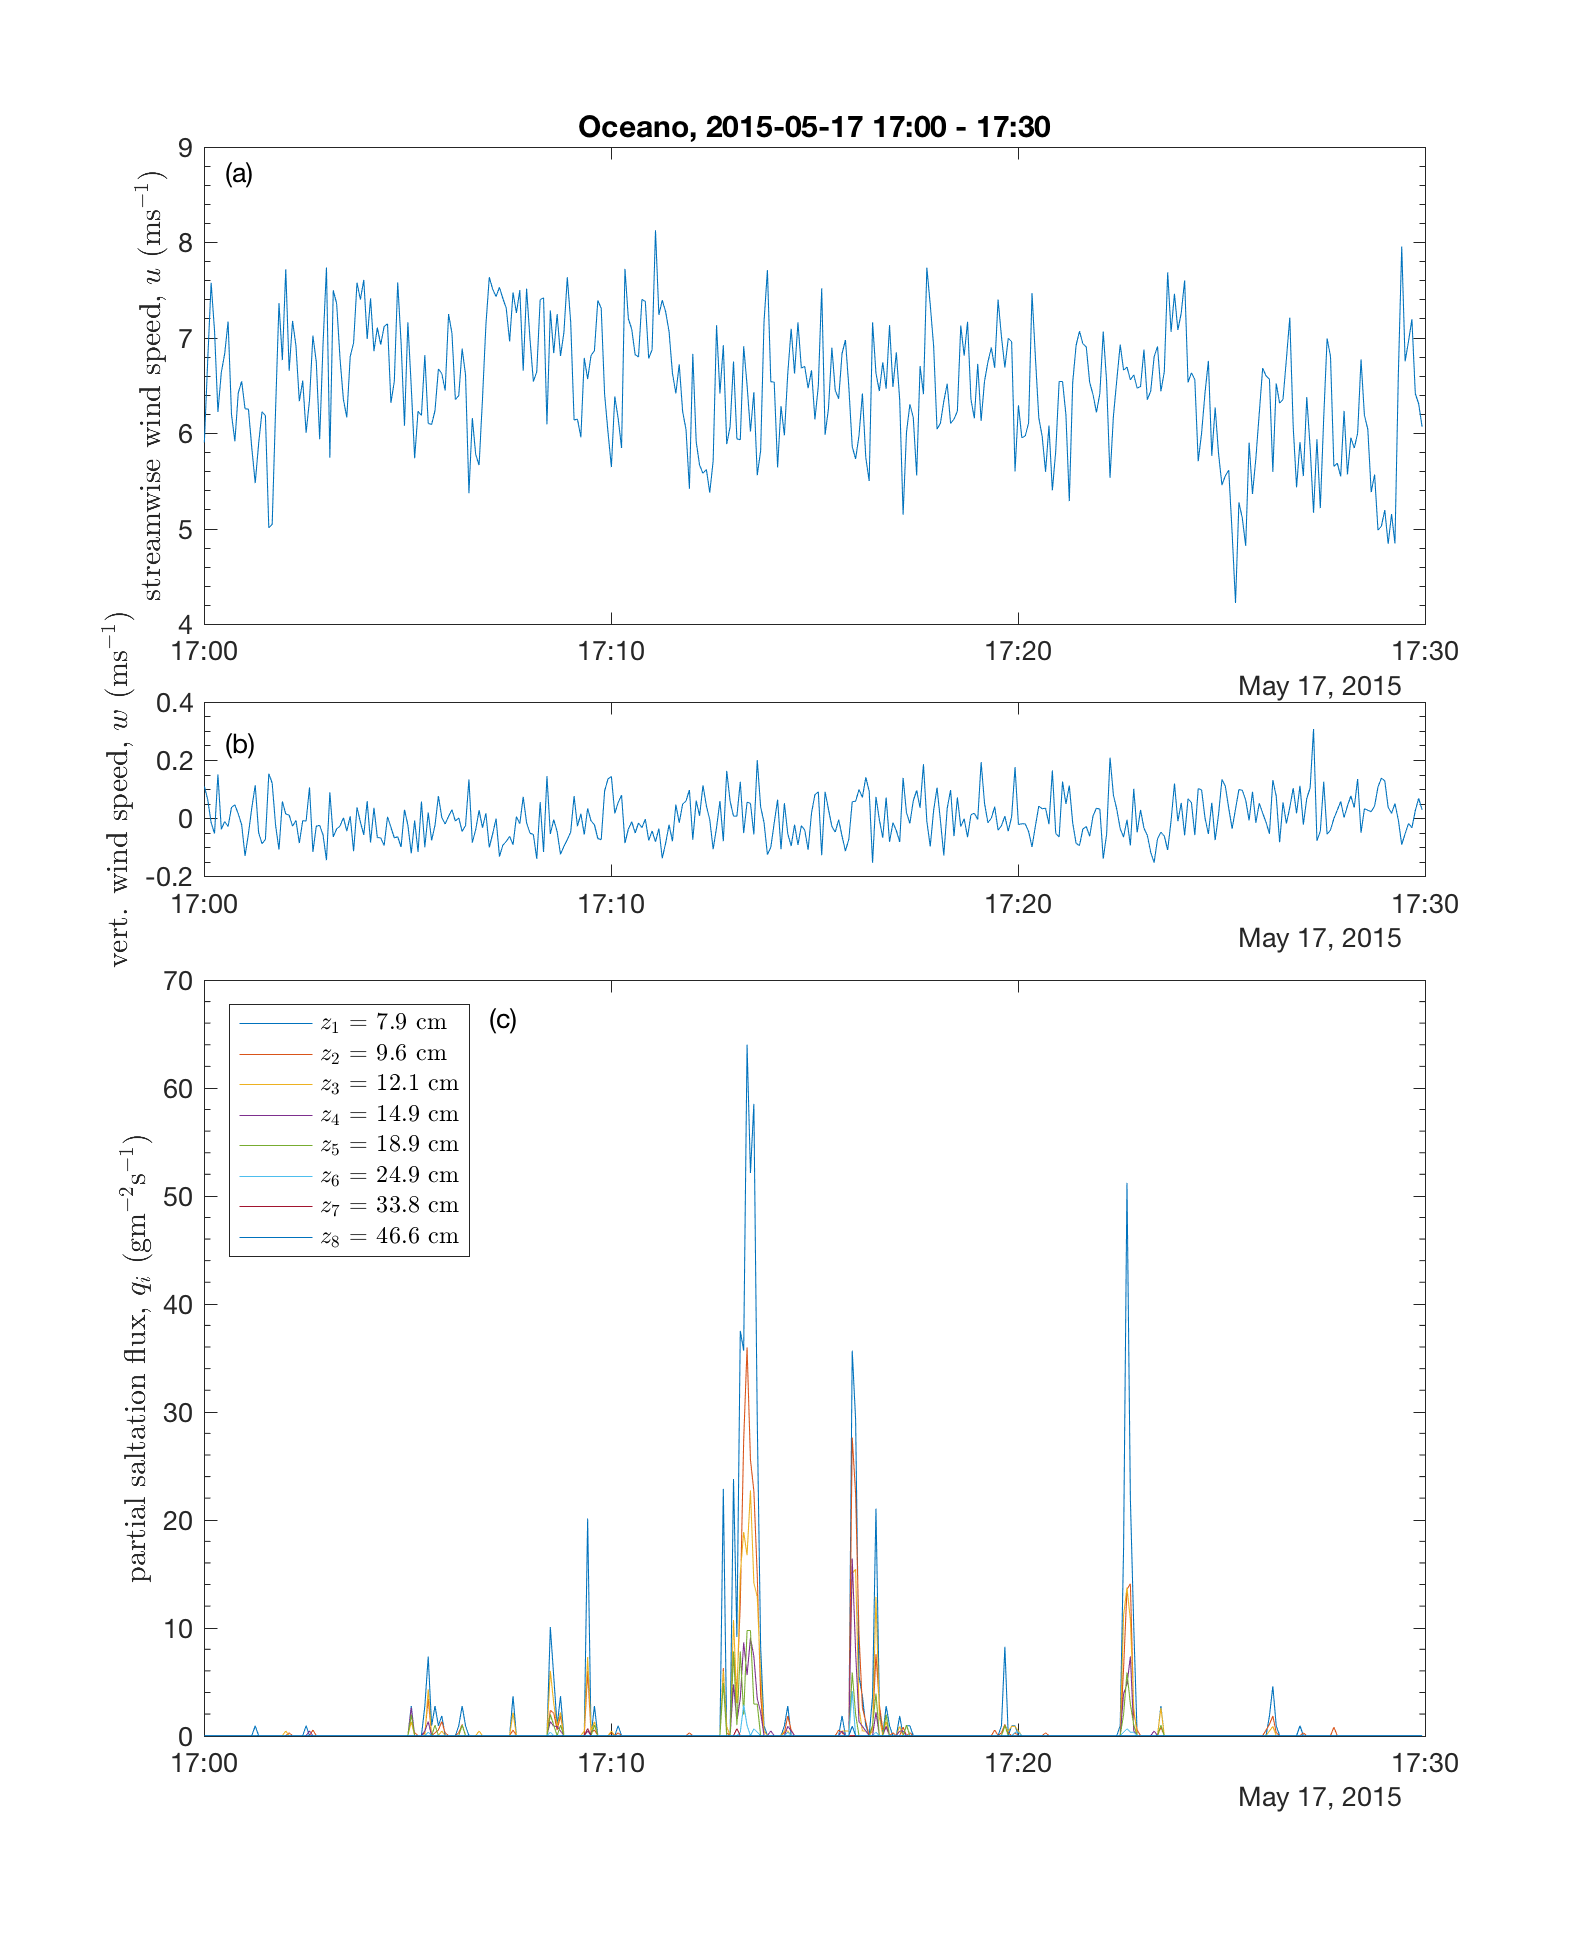 Oceano, 2015-05-17 17:00 - 17:30
(a)
streamwise wind speed, u (ms⁻¹)
9
8
7
6
5
4
17:00 17:10 17:20 17:30
May 17, 2015
(b)
vert. wind speed, w (ms⁻¹)
0.4
0.2
0
-0.2
17:00 17:10 17:20 17:30
May 17, 2015
(c)
partial saltation flux, qᵢ (gm⁻²s⁻¹)
70
60
50
40
30
20
10
0
z₁ = 7.9 cm
z₂ = 9.6 cm
z₃ = 12.1 cm
z₄ = 14.9 cm
z₅ = 18.9 cm
z₆ = 24.9 cm
z₇ = 33.8 cm
z₈ = 46.6 cm
17:00 17:10 17:20 17:30
May 17, 2015